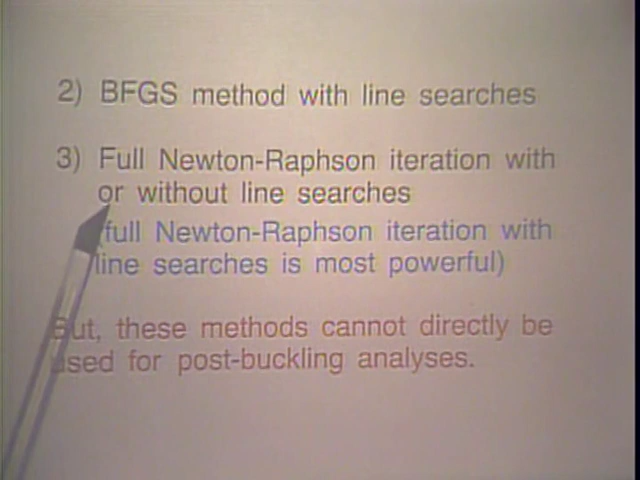 2) BFGS method with line searches
3) Full Newton-Raphson iteration with
or without line searches
(full Newton-Raphson iteration with
line searches is most powerful)
But, these methods cannot directly be
used for post-buckling analyses.